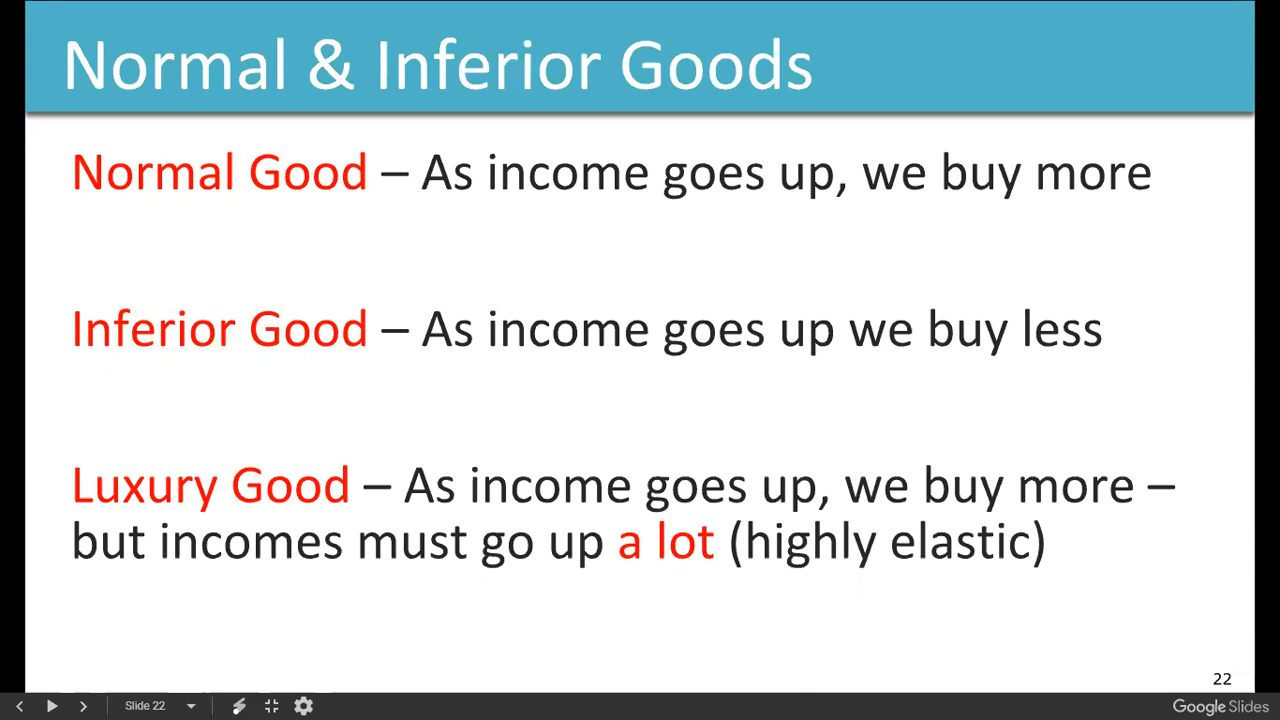 Normal & Inferior Goods
Normal Good – As income goes up, we buy more
Inferior Good – As income goes up we buy less
Luxury Good – As income goes up, we buy more –
but incomes must go up a lot (highly elastic)
22
Slide 22
Google Slides